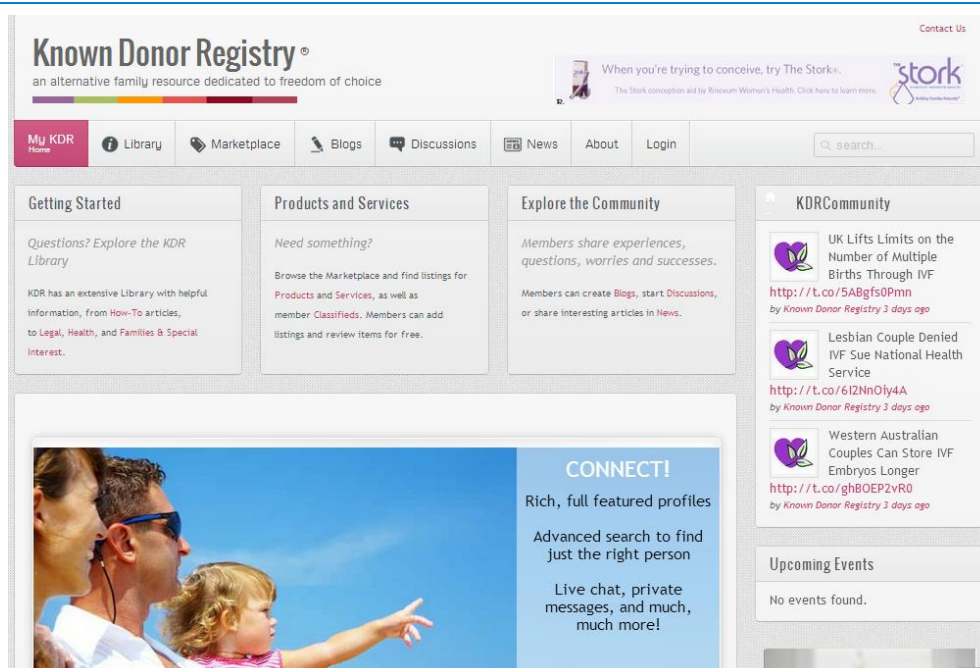 Contact Us
Known Donor Registry ®
an alternative family resource dedicated to freedom of choice
When you're trying to conceive, try The Stork®.
The Stork conception aid by Rinovum Women's Health. Click here to learn more.
THE stork
My KDR
Home
Library
Marketplace
Blogs
Discussions
News
About
Login
search...
Getting Started
Questions? Explore the KDR
Library
KDR has an extensive Library with helpful
information, from How-To articles,
to Legal, Health, and Families & Special
Interest.
Products and Services
Need something?
Browse the Marketplace and find listings for
Products and Services, as well as
member Classifieds. Members can add
listings and review items for free.
Explore the Community
Members share experiences,
questions, worries and successes.
Members can create Blogs, start Discussions,
or share interesting articles in News.
KDRCommunity
UK Lifts Limits on the
Number of Multiple
Births Through IVF
http://t.co/5ABgfs0Pmn
by Known Donor Registry 3 days ago
Lesbian Couple Denied
IVF Sue National Health
Service
http://t.co/6I2NnOiy4A
by Known Donor Registry 3 days ago
Western Australian
Couples Can Store IVF
Embryos Longer
http://t.co/ghBOEP2vR0
by Known Donor Registry 3 days ago
Upcoming Events
No events found.
CONNECT!
Rich, full featured profiles
Advanced search to find
just the right person
Live chat, private
messages, and much,
much more!